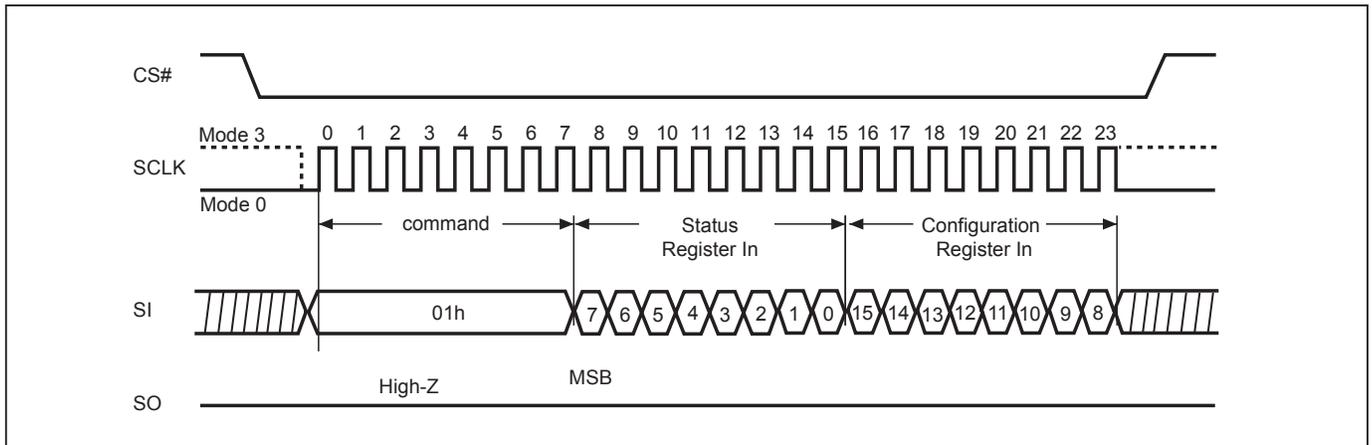 CS#
Mode 3
0 1 2 3 4 5 6 7 8 9 10 11 12 13 14 15 16 17 18 19 20 21 22 23
SCLK
Mode 0
command
Status
Register In
Configuration
Register In
SI
01h
7 6 5 4 3 2 1 0 15 14 13 12 11 10 9 8
High-Z
MSB
SO